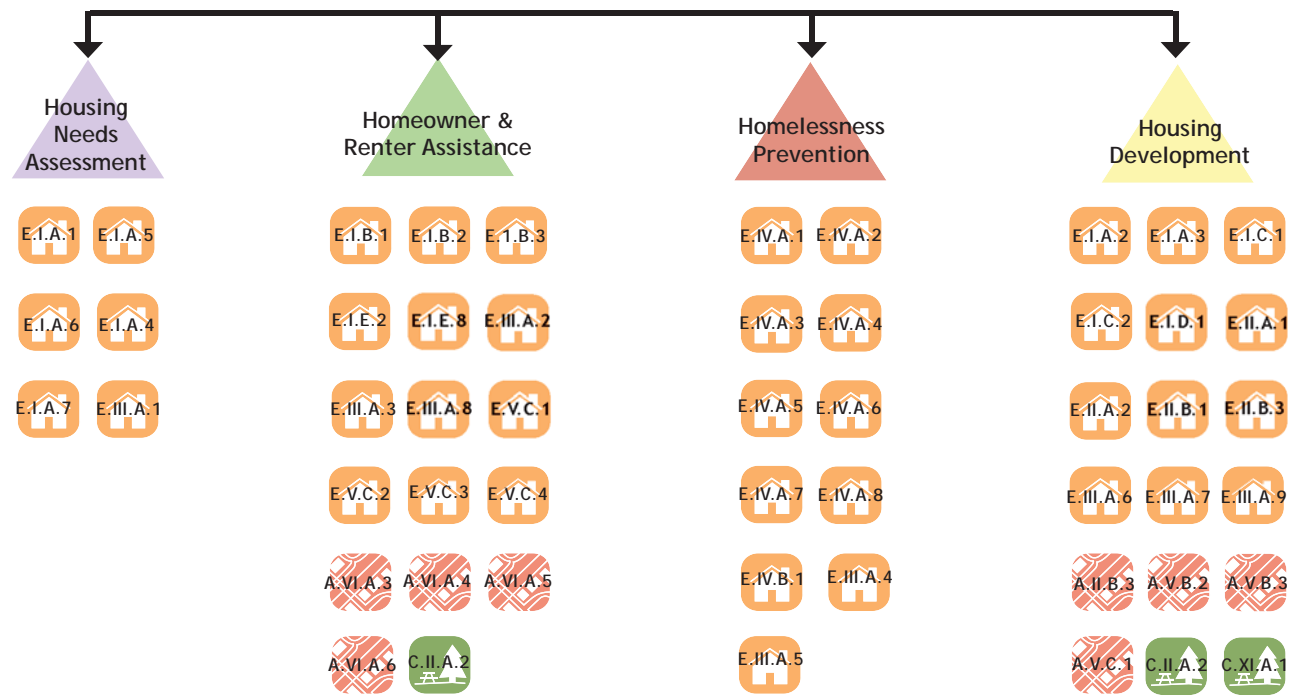 Housing
Needs
Assessment
Homeowner &
Renter Assistance
Homelessness
Prevention
Housing
Development
E.I.A.1 E.I.A.5
E.I.A.6 E.I.A.4
E.I.A.7 E.III.A.1
E.I.B.1 E.I.B.2 E.1.B.3
E.I.E.2 E.I.E.8 E.III.A.2
E.III.A.3 E.III.A.8 E.V.C.1
E.V.C.2 E.V.C.3 E.V.C.4
A.VI.A.3 A.VI.A.4 A.VI.A.5
A.VI.A.6 C.II.A.2
E.IV.A.1 E.IV.A.2
E.IV.A.3 E.IV.A.4
E.IV.A.5 E.IV.A.6
E.IV.A.7 E.IV.A.8
E.IV.B.1 E.III.A.4
E.III.A.5
E.I.A.2 E.I.A.3 E.I.C.1
E.I.C.2 E.I.D.1 E.II.A.1
E.II.A.2 E.II.B.1 E.II.B.3
E.III.A.6 E.III.A.7 E.III.A.9
A.II.B.3 A.V.B.2 A.V.B.3
A.V.C.1 C.II.A.2 C.XI.A.1